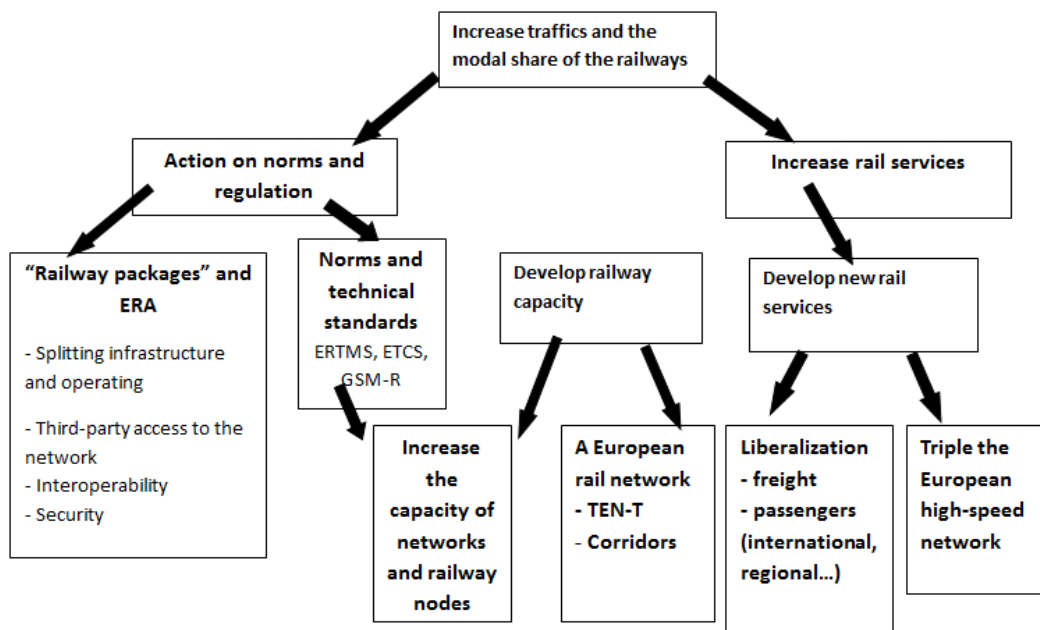 Increase traffics and the
modal share of the railways
Action on norms and
regulation
Increase rail services
“Railway packages” and
ERA
- Splitting infrastructure
and operating
- Third-party access to the
network
- Interoperability
- Security
Norms and
technical
standards
ERTMS, ETCS,
GSM-R
Develop railway
capacity
Develop new rail
services
Increase
the
capacity of
networks
and railway
nodes
A European
rail network
- TEN-T
- Corridors
Liberalization
- freight
- passengers
(international,
regional...)
Triple the
European
high-speed
network